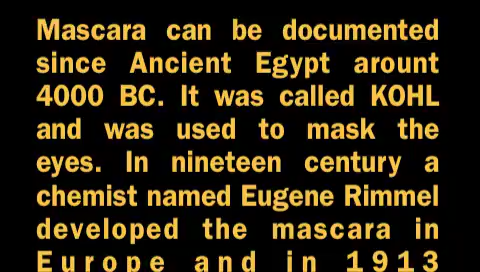 Mascara can be documented
since Ancient Egypt arount
4000 BC. It was called KOHL
and was used to mask the
eyes. In nineteen century a
chemist named Eugene Rimmel
developed the mascara in
Europe and in 1913